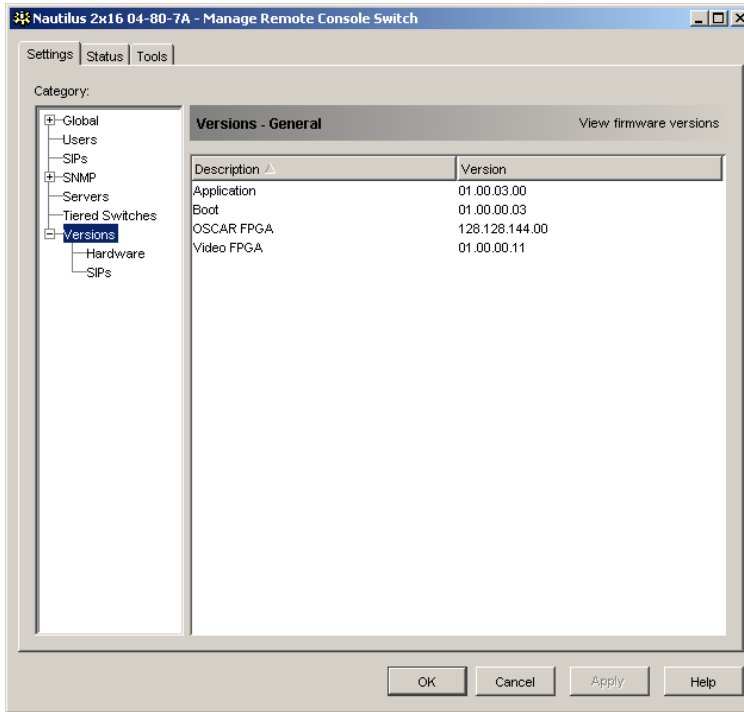 Nautilus 2x16 04-80-7A - Manage Remote Console Switch
Settings Status Tools
Category:
Global
Users
SIPs
SNMP
Servers
Tiered Switches
Versions
Hardware
SIPs
Versions - General View firmware versions
Description Version
Application 01.00.03.00
Boot 01.00.00.03
OSCAR FPGA 128.128.144.00
Video FPGA 01.00.00.11
OK Cancel Apply Help